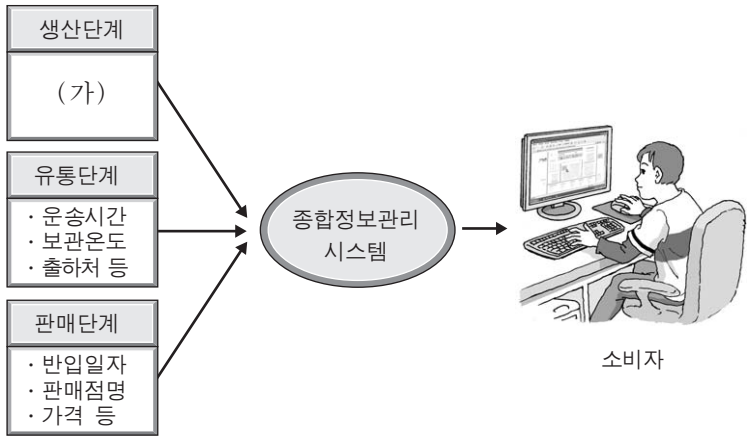 생산단계
(가)
유통단계
· 운송시간
· 보관온도
· 출하처 등
판매단계
· 반입일자
· 판매점명
· 가격 등
종합정보관리
시스템
소비자